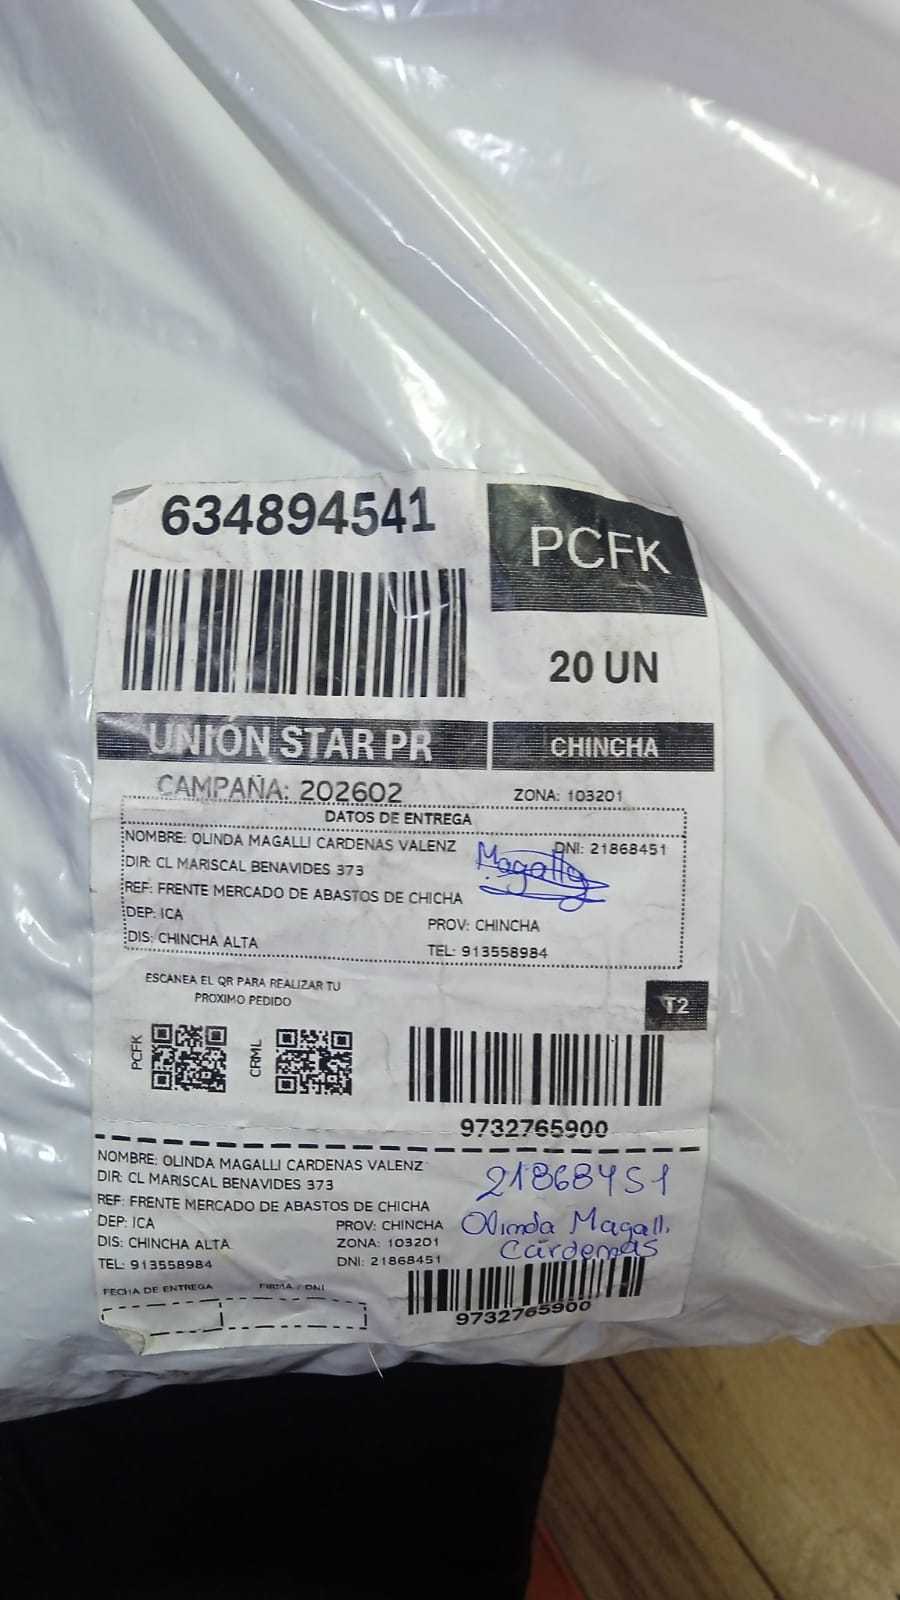 634894541
PCFK
20 UN
UNIÓN STAR PR
CHINCHA
CAMPAÑA: 202602
ZONA: 103201
DATOS DE ENTREGA
NOMBRE: OLINDA MAGALLI CARDENAS VALENZ
DNI: 21868451
DIR: CL MARISCAL BENAVIDES 373
Magally
REF: FRENTE MERCADO DE ABASTOS DE CHICHA
DEP: ICA
PROV: CHINCHA
DIS: CHINCHA ALTA
TEL: 913558984
ESCANEA EL QR PARA REALIZAR TU
PROXIMO PEDIDO
T2
PCFK
CRML
9732765900
NOMBRE: OLINDA MAGALLI CARDENAS VALENZ
DIR: CL MARISCAL BENAVIDES 373
REF: FRENTE MERCADO DE ABASTOS DE CHICHA
DEP: ICA
PROV: CHINCHA
DIS: CHINCHA ALTA
ZONA: 103201
TEL: 913558984
DNI: 21868451
21868451
Olinda Magalli
Cárdenas
FECHA DE ENTREGA
FIRMA / DNI
9732765900